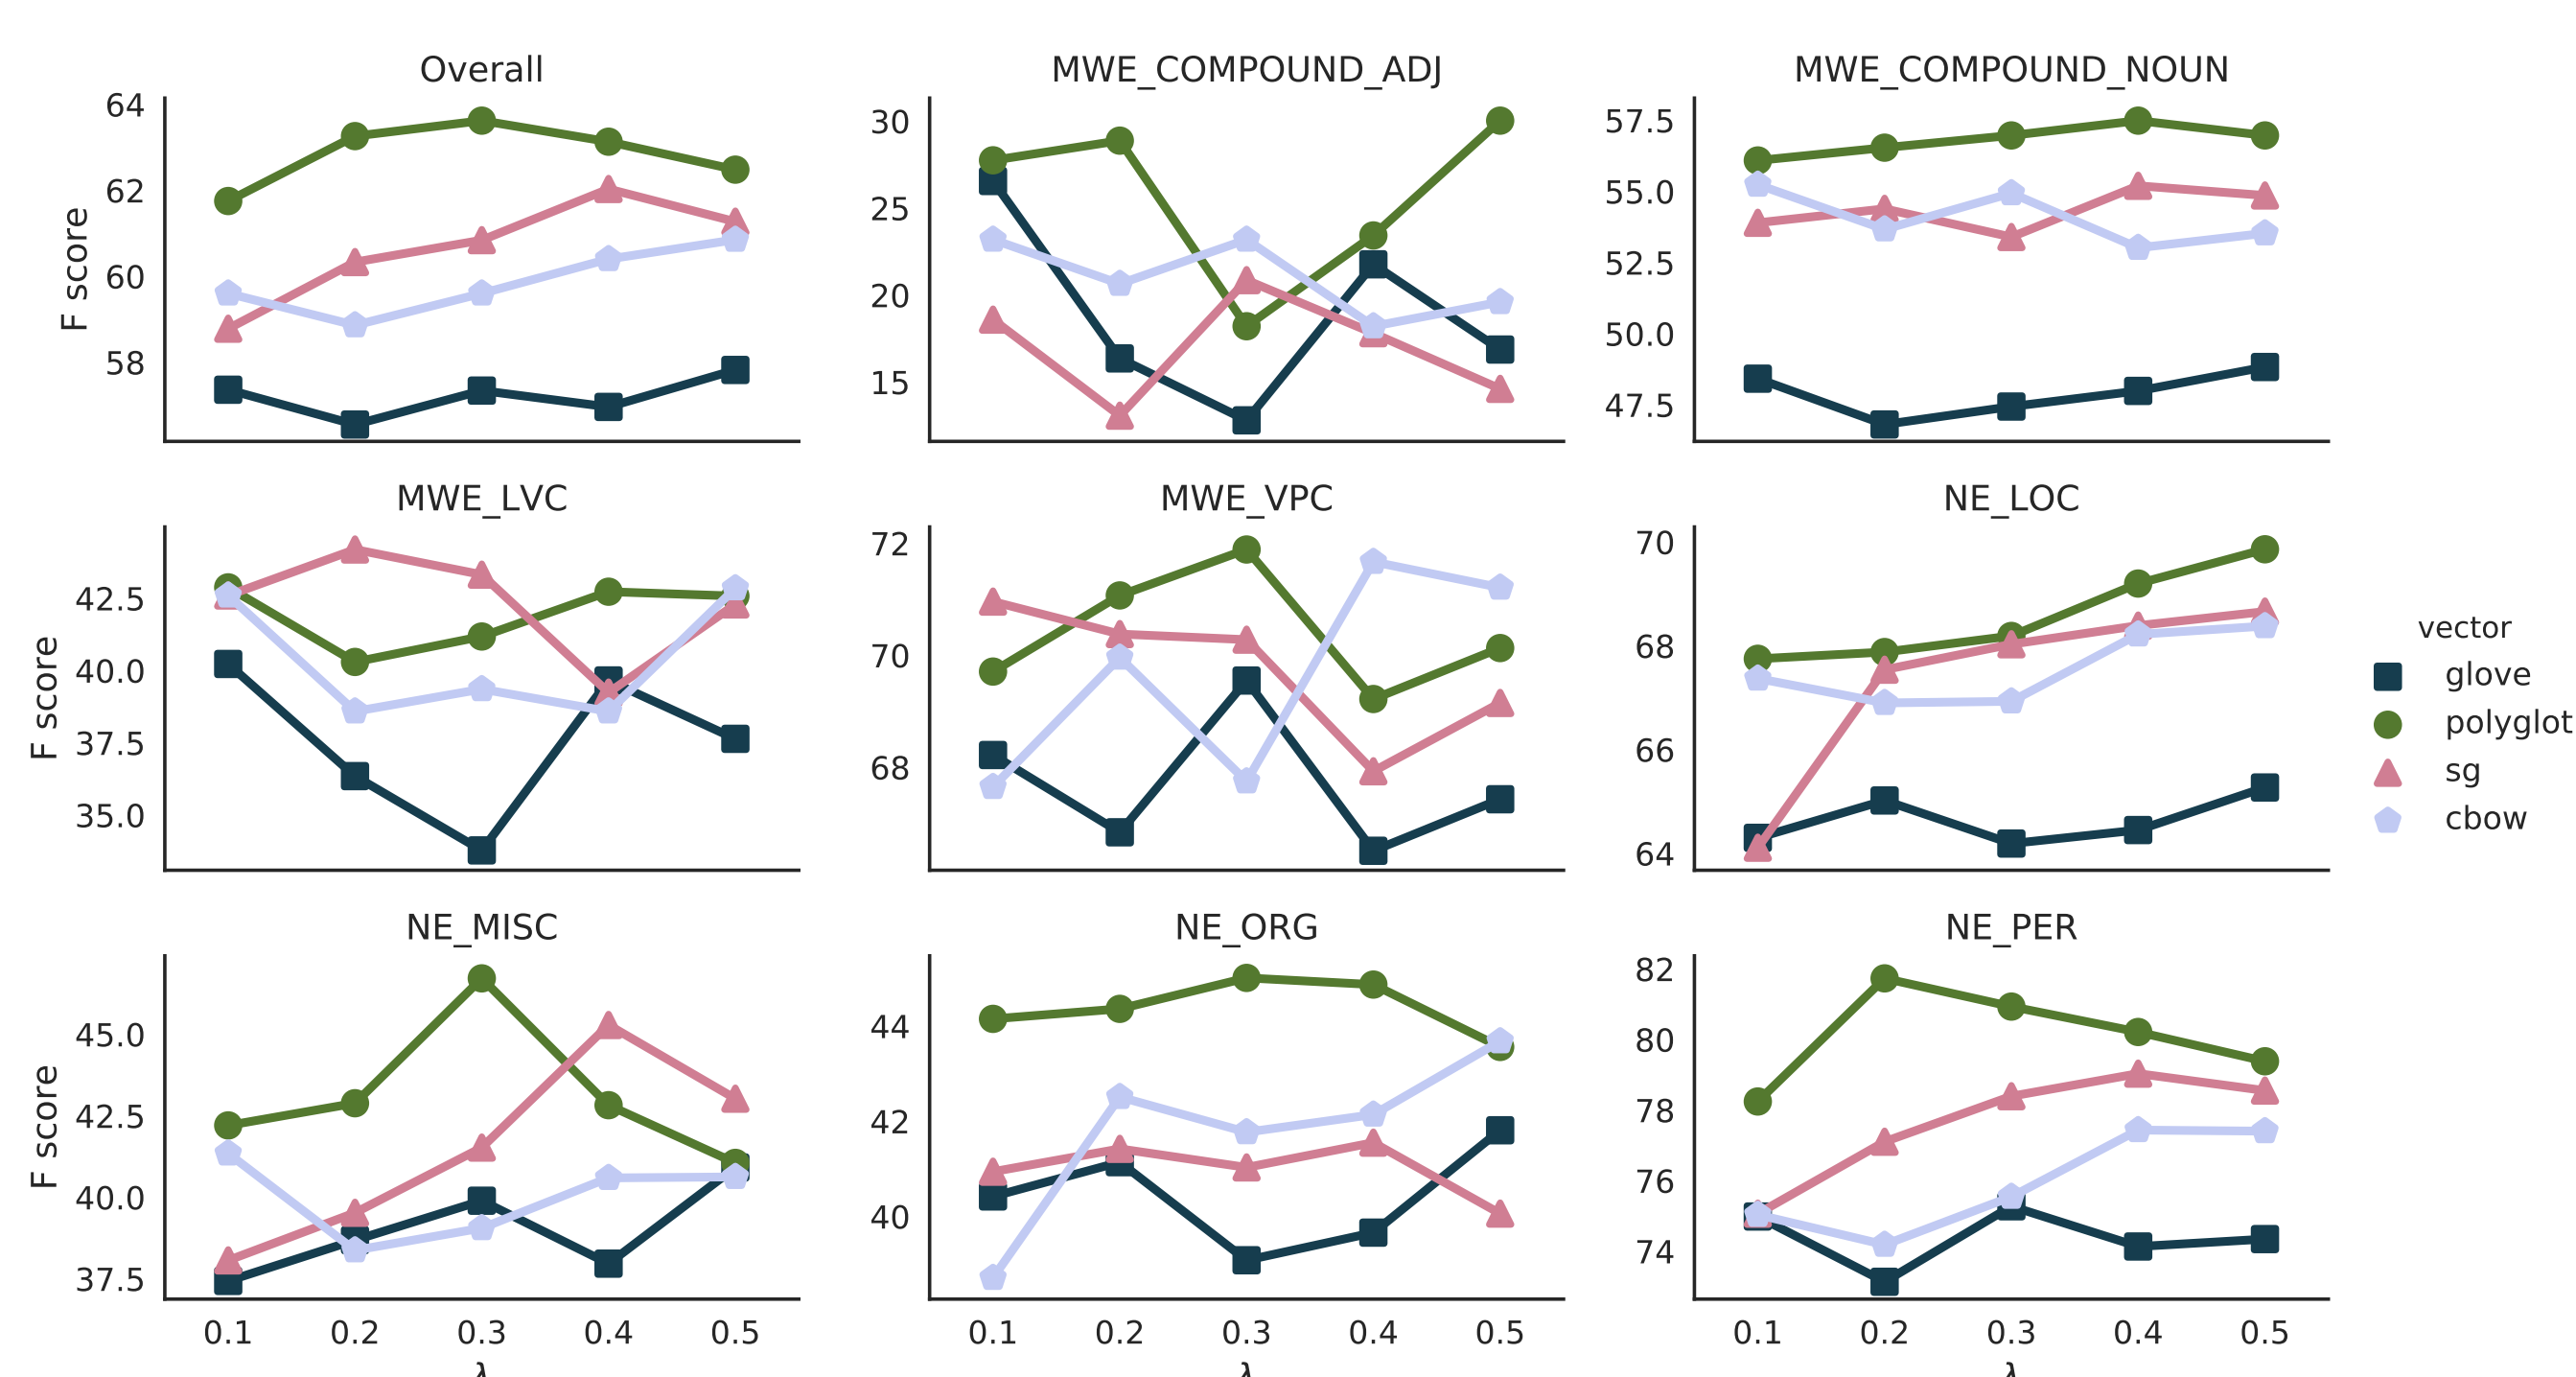 Overall
MWE_COMPOUND_ADJ
MWE_COMPOUND_NOUN
64
62
60
58
F score
30
25
20
15
57.5
55.0
52.5
50.0
47.5
MWE_LVC
MWE_VPC
NE_LOC
42.5
40.0
37.5
35.0
F score
72
70
68
70
68
66
64
vector
glove
polyglot
sg
cbow
NE_MISC
NE_ORG
NE_PER
45.0
42.5
40.0
37.5
F score
44
42
40
82
80
78
76
74
0.1 0.2 0.3 0.4 0.5
0.1 0.2 0.3 0.4 0.5
0.1 0.2 0.3 0.4 0.5
λ
λ
λ